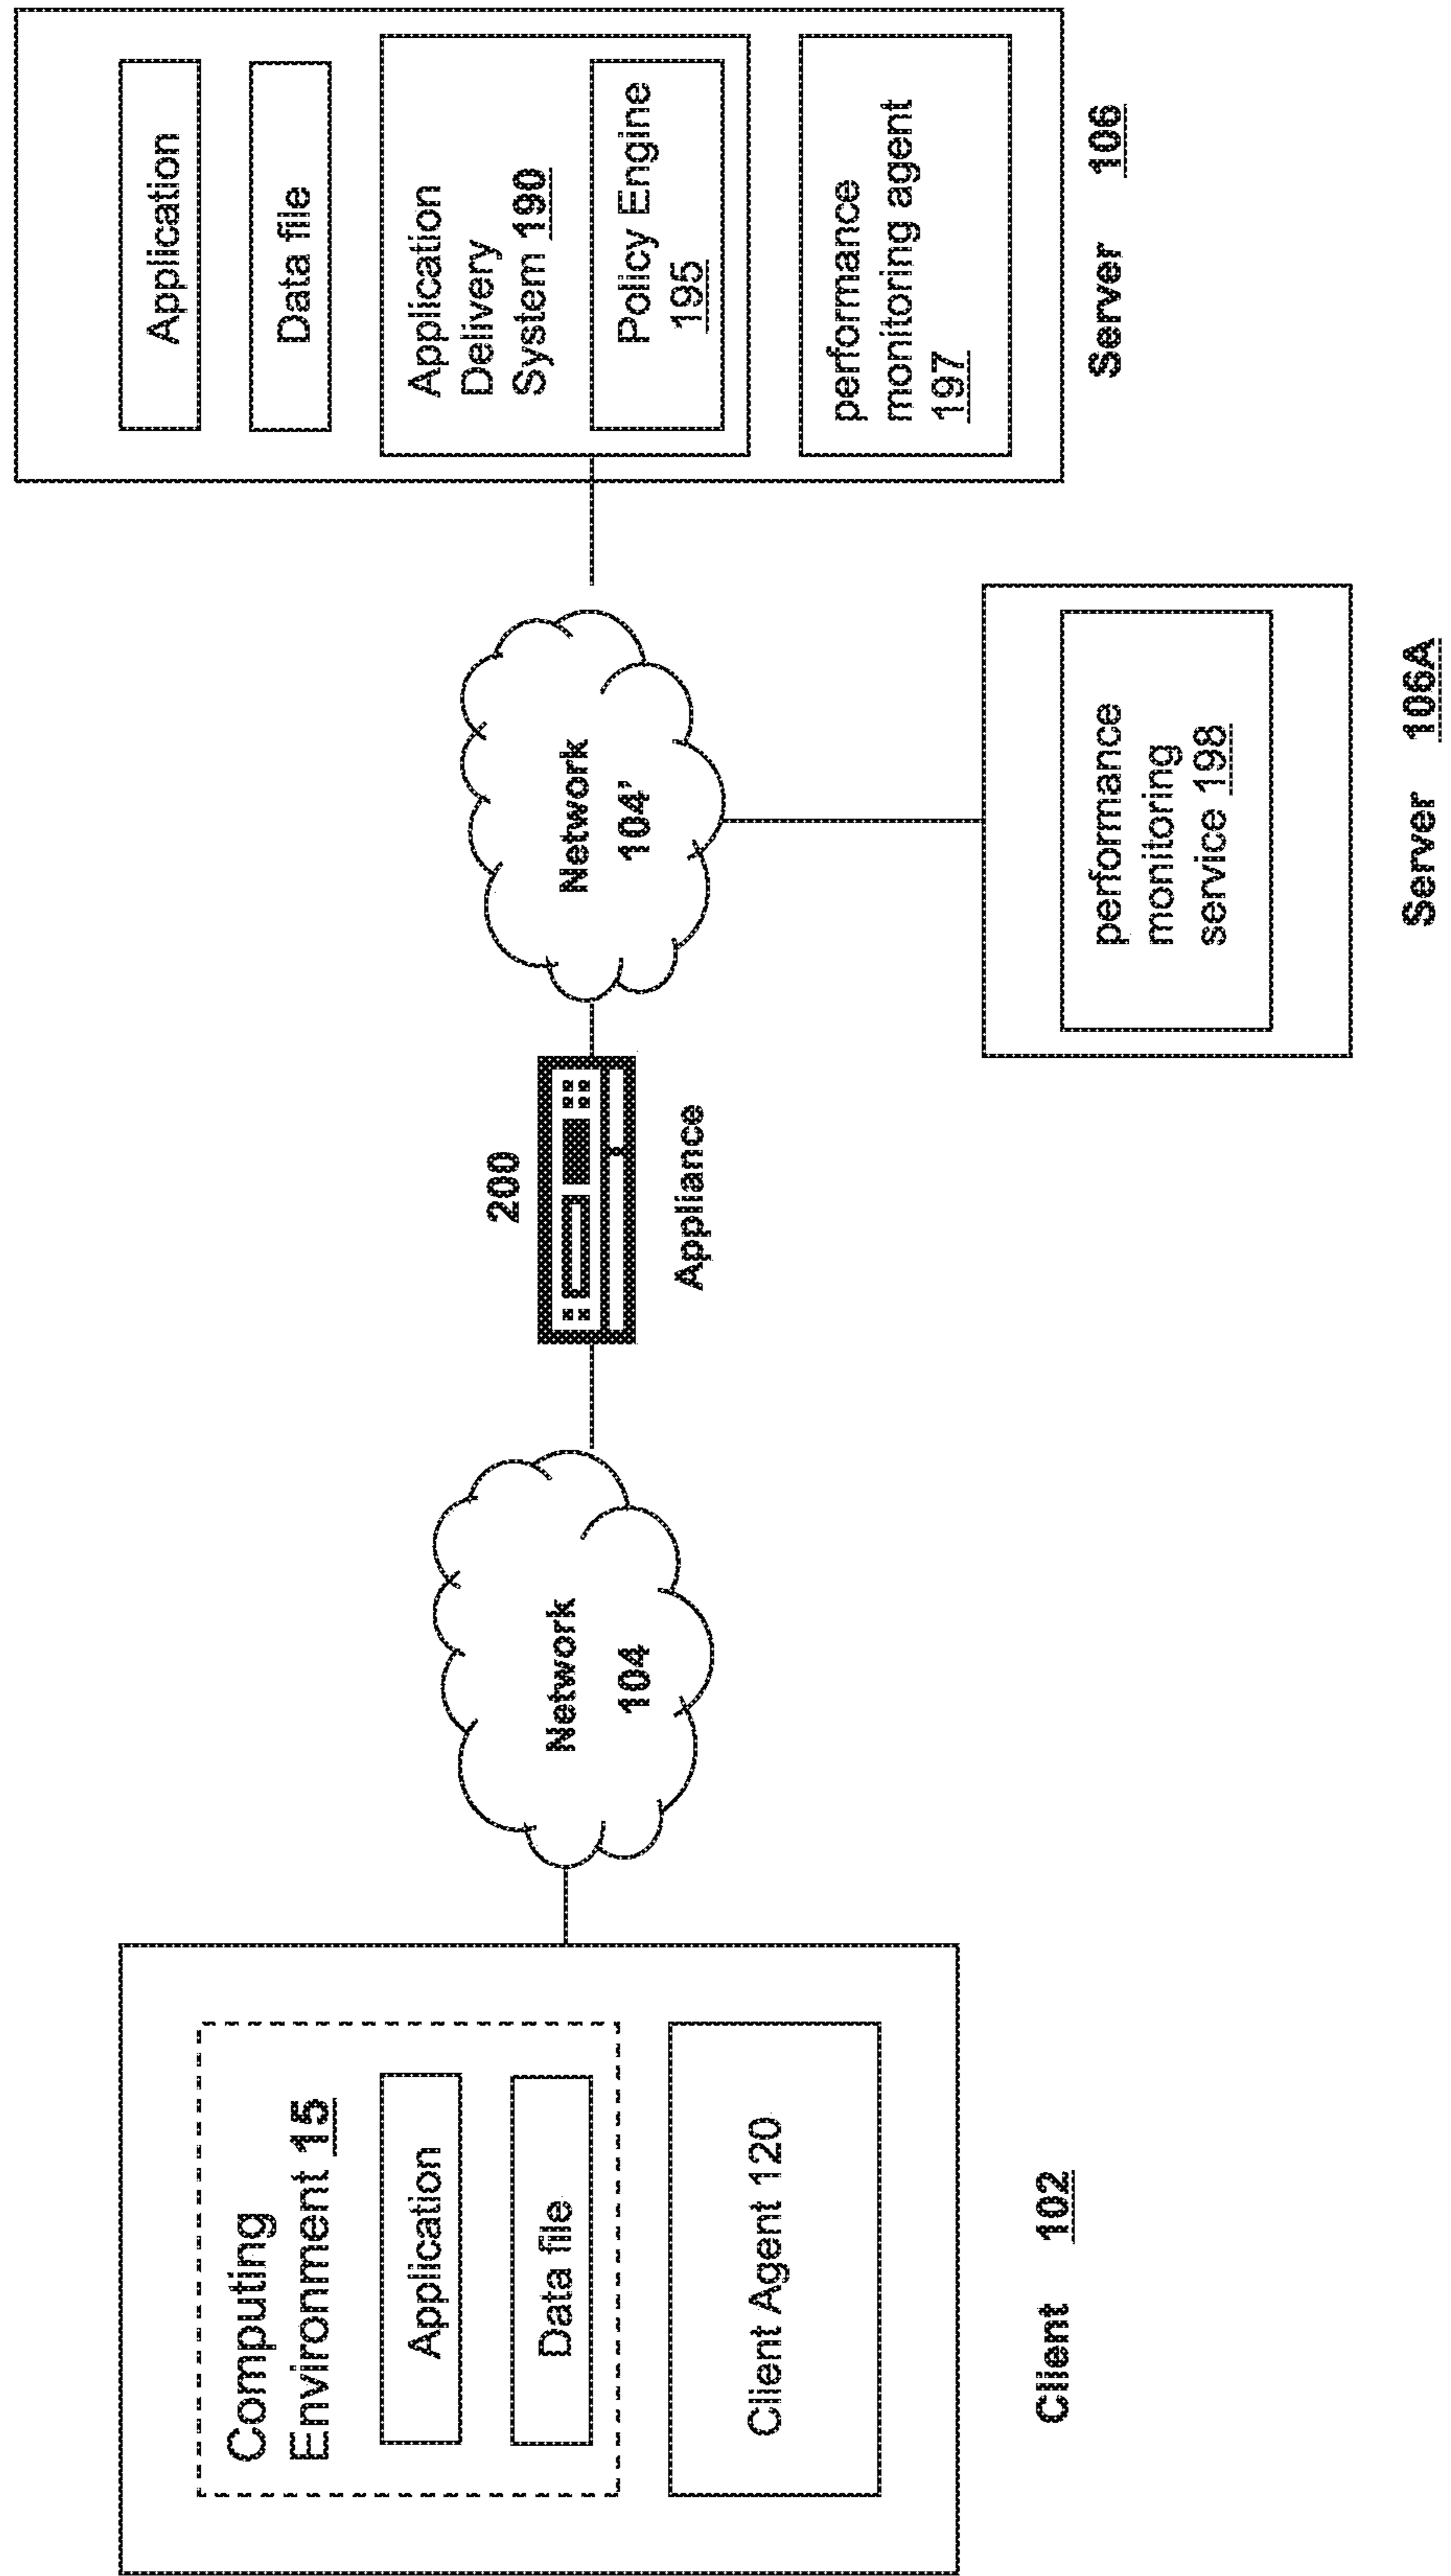 Computing
Environment 15
Application
Data file
Client Agent 120
Client 102
Network
104
200
Appliance
Network
104'
performance
monitoring
service 198
Server 106A
Application
Data file
Application
Delivery
System 190
Policy Engine
195
performance
monitoring agent
197
Server 106